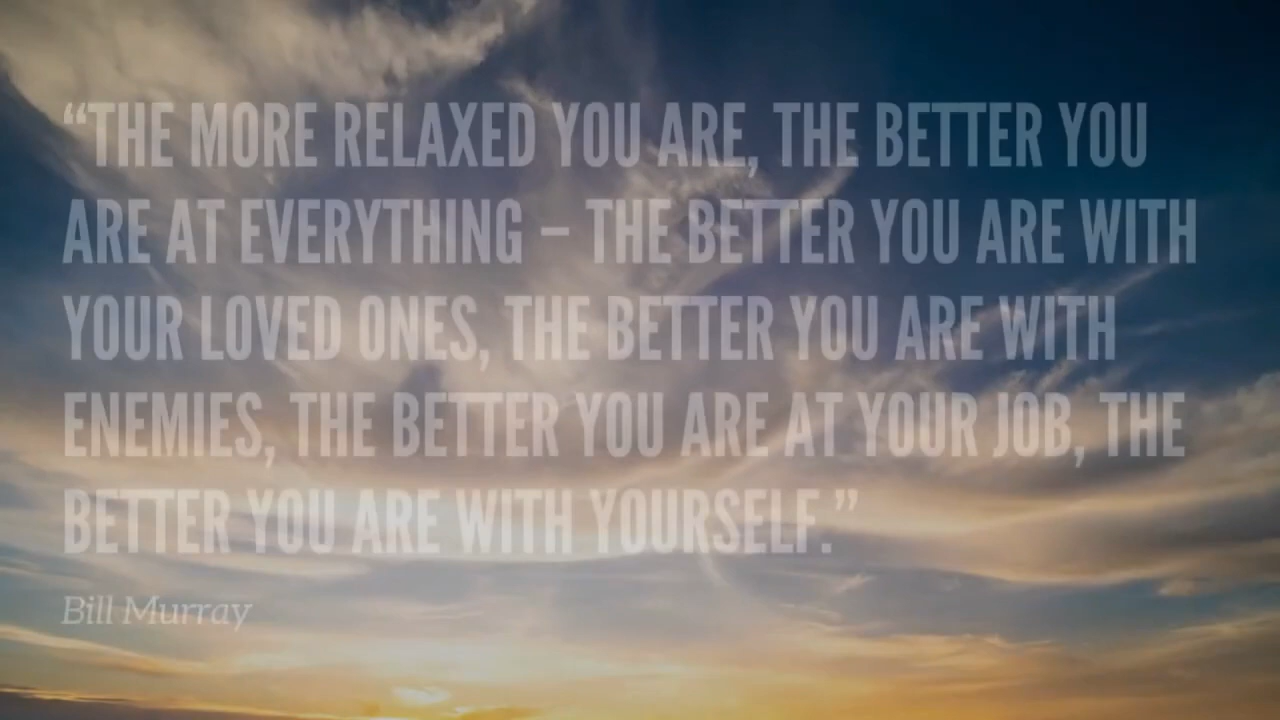 “THE MORE RELAXED YOU ARE, THE BETTER YOU
ARE AT EVERYTHING – THE BETTER YOU ARE WITH
YOUR LOVED ONES, THE BETTER YOU ARE WITH
ENEMIES, THE BETTER YOU ARE AT YOUR JOB, THE
BETTER YOU ARE WITH YOURSELF.”
Bill Murray